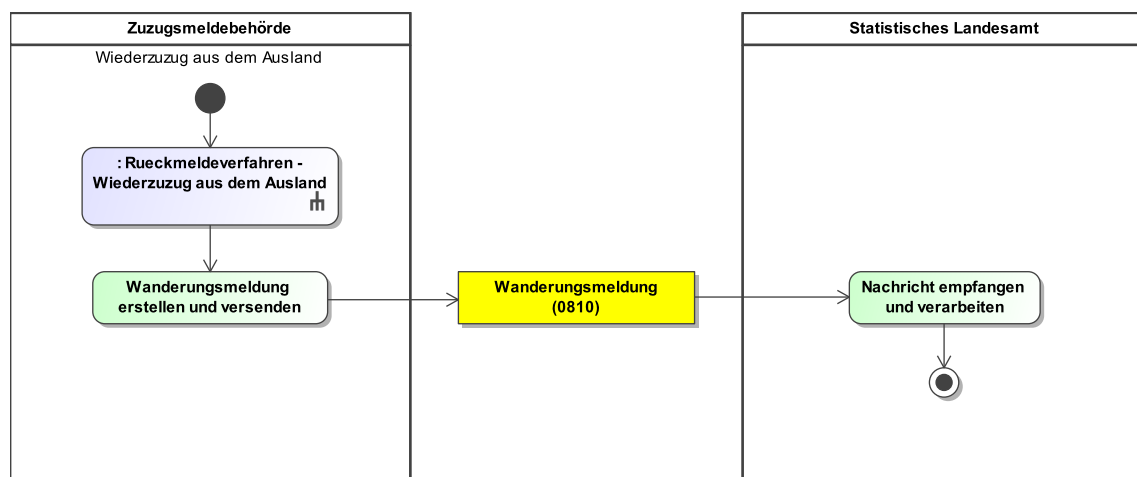 Zuzugsmeldebehörde
Statistisches Landesamt
Wiederzuzug aus dem Ausland
: Rueckmeldeverfahren -
Wiederzuzug aus dem Ausland
Wanderungsmeldung
erstellen und versenden
Wanderungsmeldung
(0810)
Nachricht empfangen
und verarbeiten